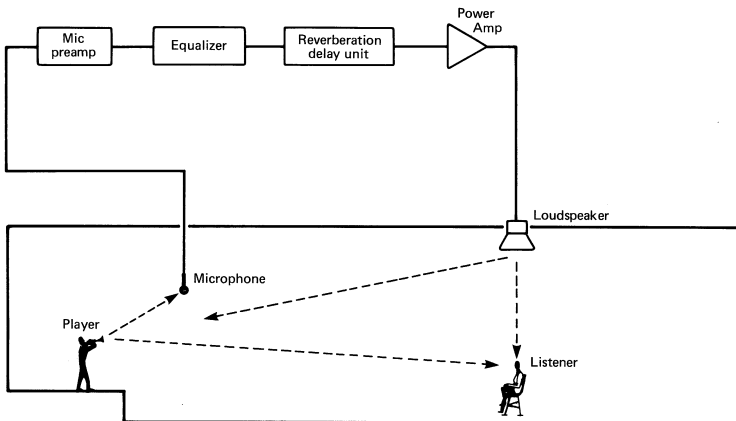 Power
Amp
Mic
preamp
Equalizer
Reverberation
delay unit
Loudspeaker
Microphone
Player
Listener